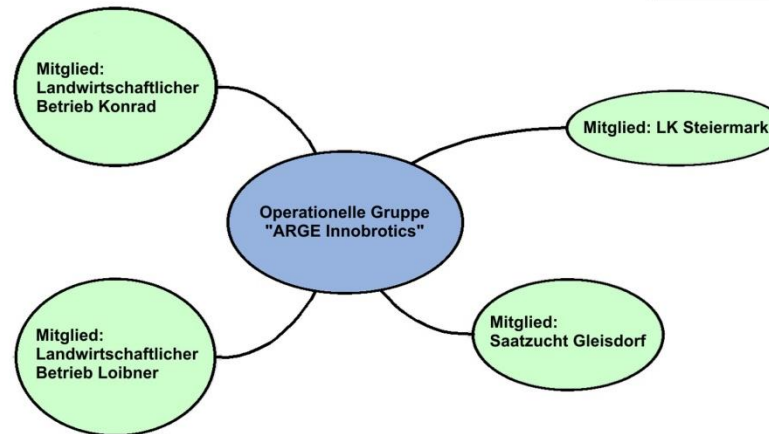 Mitglied:
Landwirtschaftlicher
Betrieb Konrad
Mitglied: LK Steiermark
Operationelle Gruppe
"ARGE Innobrotics"
Mitglied:
Landwirtschaftlicher
Betrieb Loibner
Mitglied:
Saatzucht Gleisdorf